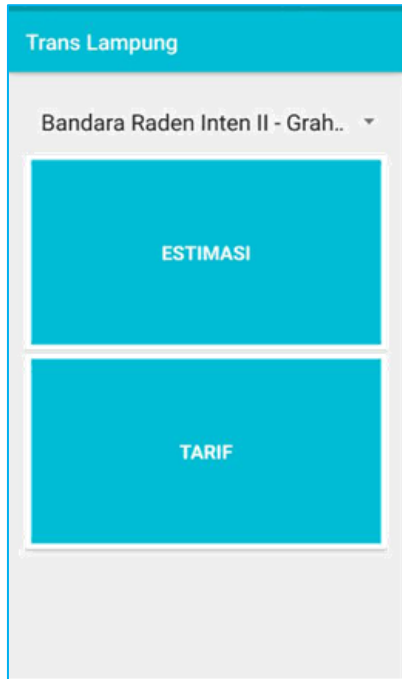 Trans Lampung
Bandara Raden Inten II - Grah..
ESTIMASI
TARIF